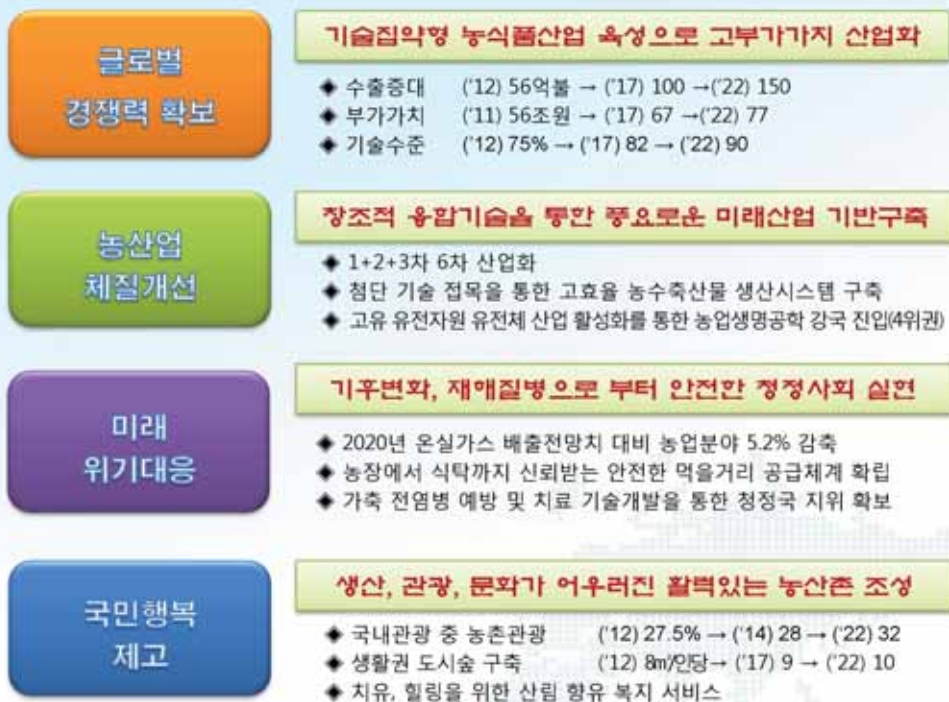 글로벌
경쟁력 확보
기술집약형 농식품산업 육성으로 고부가가치 산업화
◆ 수출증대 ('12) 56억불 → ('17) 100 →('22) 150
◆ 부가가치 ('11) 56조원 → ('17) 67 →('22) 77
◆ 기술수준 ('12) 75% → ('17) 82 → ('22) 90
농산업
체질개선
창조적 융합기술을 통한 풍요로운 미래산업 기반구축
◆ 1+2+3차 6차 산업화
◆ 첨단 기술 접목을 통한 고효율 농수축산물 생산시스템 구축
◆ 고유 유전자원 유전체 산업 활성화를 통한 농업생명공학 강국 진입(4위권)
미래
위기대응
기후변화, 재해질병으로 부터 안전한 청정사회 실현
◆ 2020년 온실가스 배출전망치 대비 농업분야 5.2% 감축
◆ 농장에서 식탁까지 신뢰받는 안전한 먹을거리 공급체계 확립
◆ 가축 전염병 예방 및 치료 기술개발을 통한 청정국 지위 확보
국민행복
제고
생산, 관광, 문화가 어우러진 활력있는 농산촌 조성
◆ 국내관광 중 농촌관광 ('12) 27.5% → ('14) 28 → ('22) 32
◆ 생활권 도시숲 구축 ('12) 8㎡/인당→ ('17) 9 → ('22) 10
◆ 치유, 힐링을 위한 산림 향유 복지 서비스